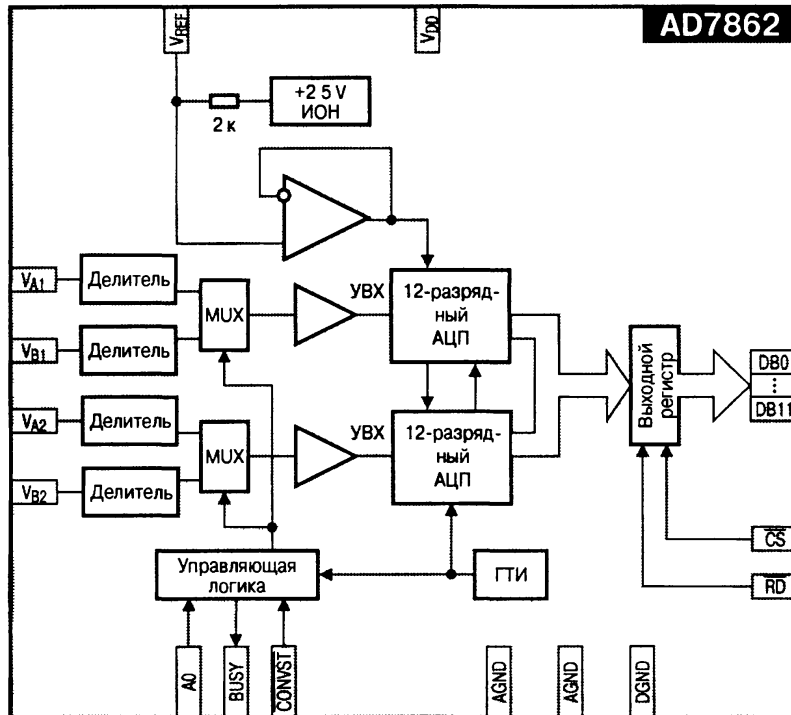 AD7862
VREF
VDD
+2 5 V
ИОН
2 к
VA1
Делитель
MUX
УВХ
12-разряд-
ный
АЦП
VB1
Делитель
Выходной
регистр
DB0
⋮
DB11
VA2
Делитель
MUX
УВХ
12-разряд-
ный
АЦП
VB2
Делитель
CS
Управляющая
логика
ГТИ
RD
A0
BUSY
CONVST
AGND
AGND
DGND